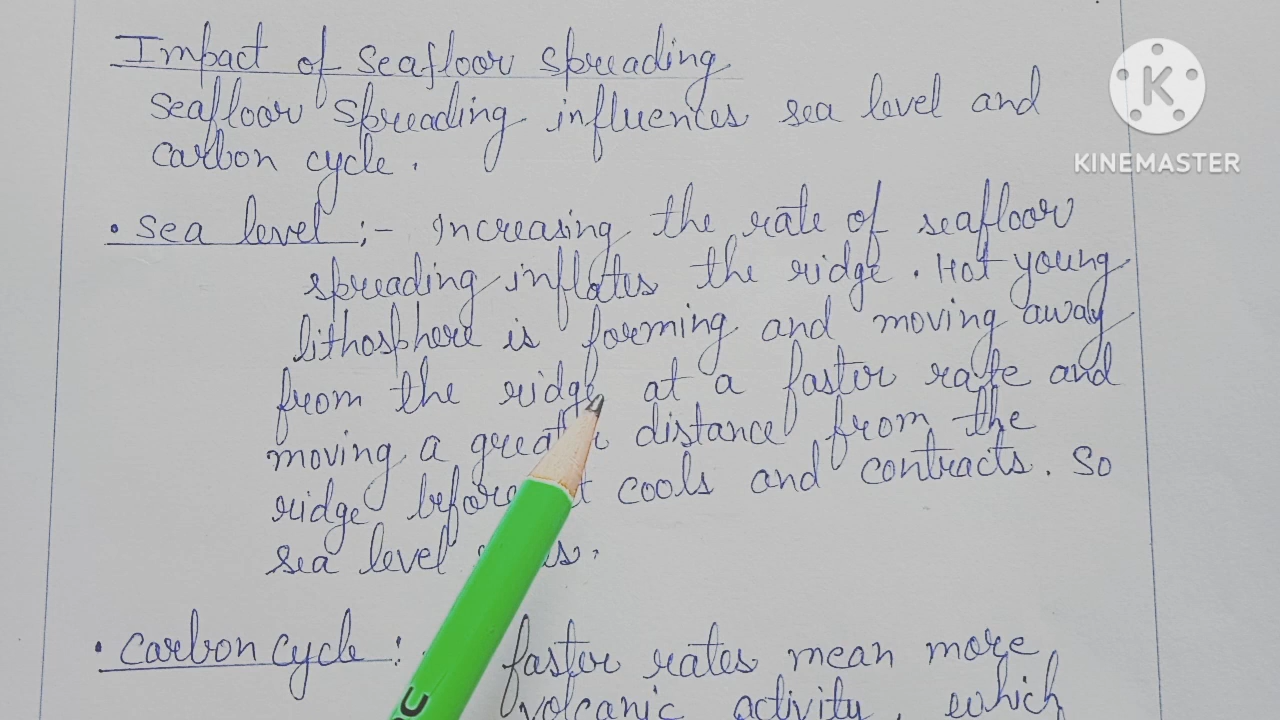 Impact of seafloor spreading
seafloor spreading influences sea level and
carbon cycle.
K
KINEMASTER
• sea level :- Increasing the rate of seafloor
spreading inflates the ridge. Hot young
lithosphere is forming and moving away
from the ridge at a faster rate and
moving a greater distance from the
ridge before it cools and contracts. So
sea level
• carbon cycle : faster rates mean more
volcanic activity, which